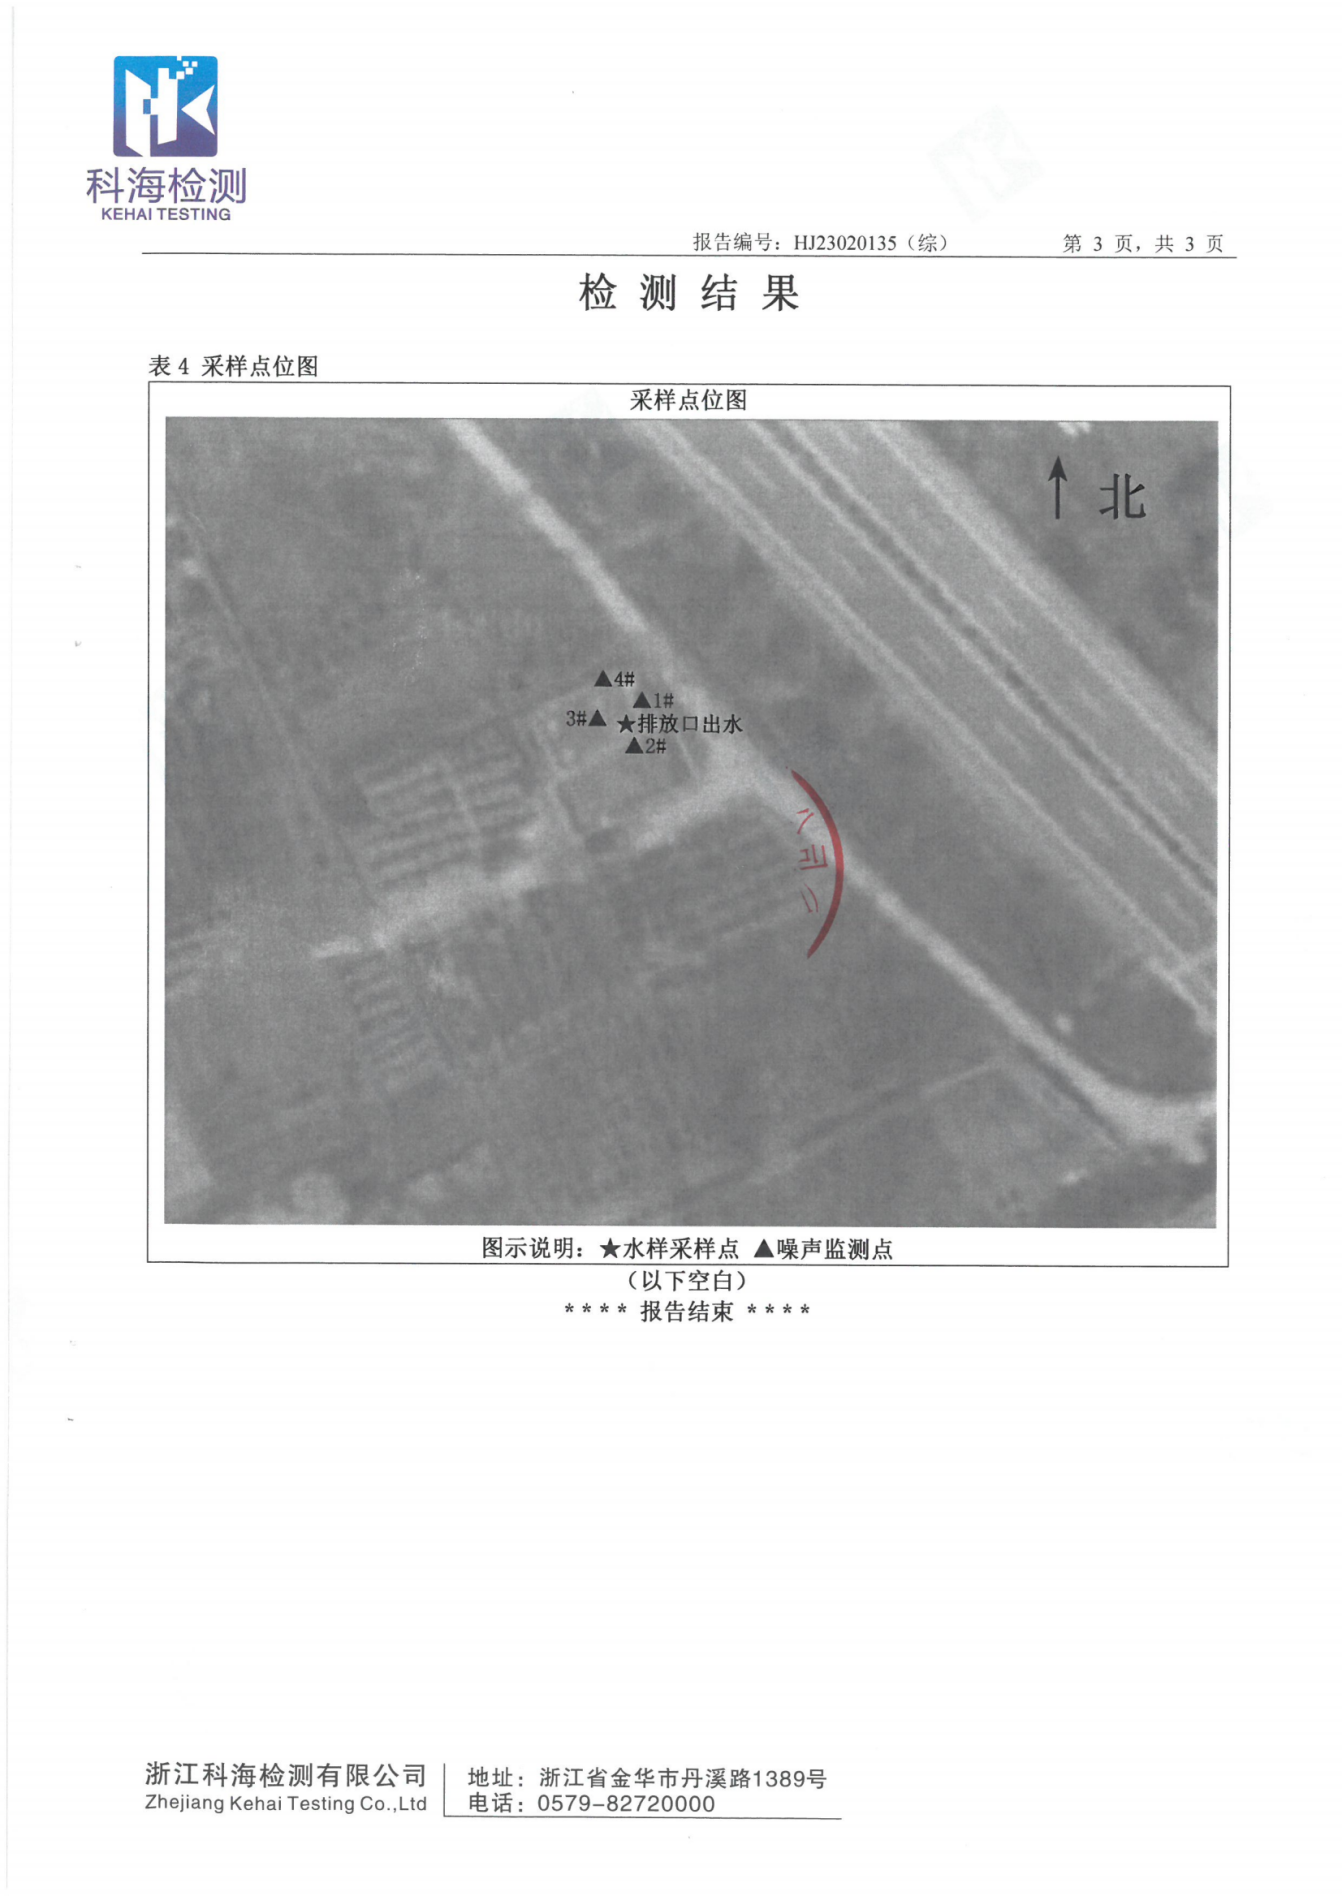 科海检测
KEHAI TESTING
报告编号：HJ23020135（综） 第 3 页，共 3 页
检 测 结 果
表 4 采样点位图
采样点位图
北
▲4#
▲1#
3#▲ ★排放口出水
▲2#
司
图示说明：★水样采样点 ▲噪声监测点
（以下空白）
**** 报告结束 ****
浙江科海检测有限公司
Zhejiang Kehai Testing Co.,Ltd
地址：浙江省金华市丹溪路1389号
电话：0579-82720000